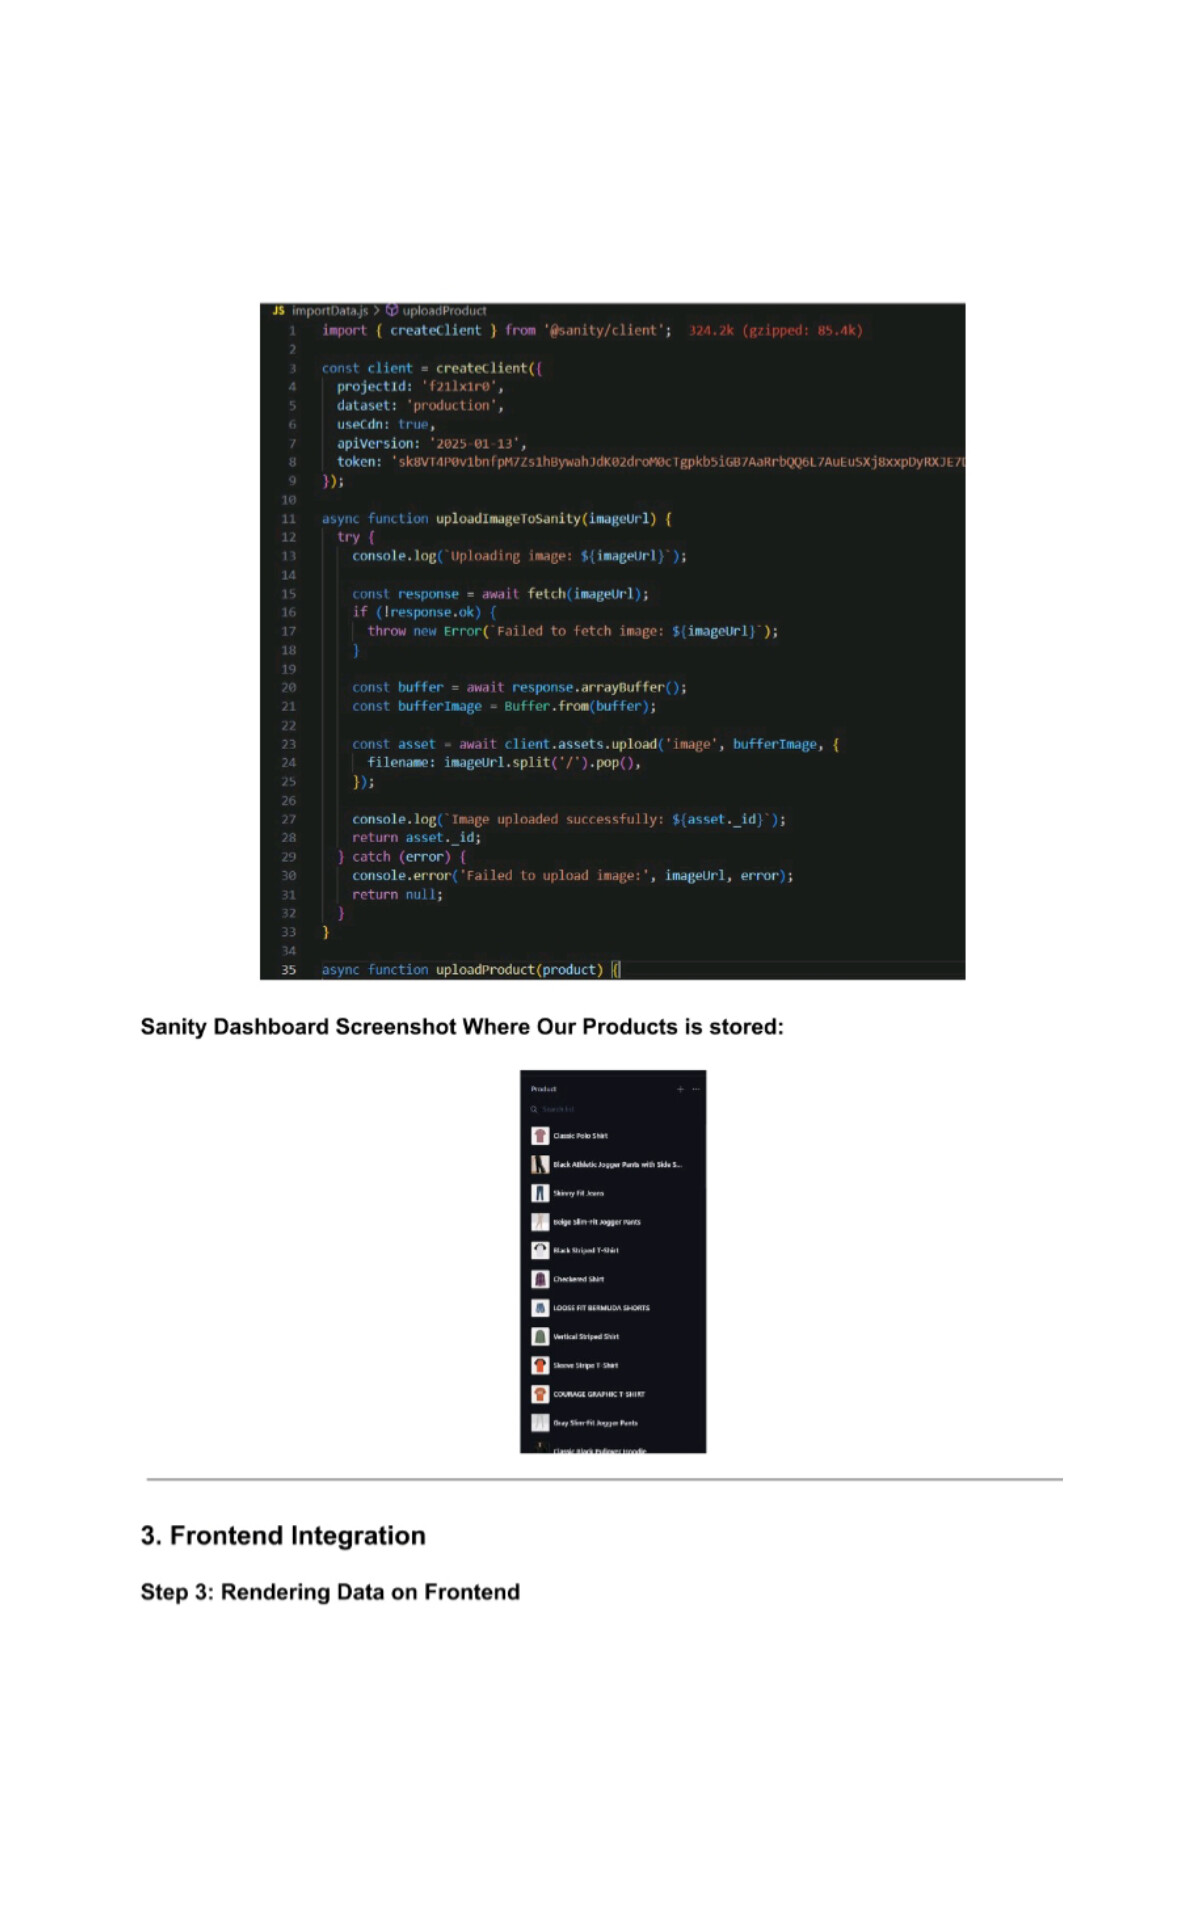 JS importData.js > uploadProduct
1 import { createClient } from '@sanity/client'; 324.2k (gzipped: 85.4k)
2
3 const client = createClient({
4 projectId: 'f21lx1r0',
5 dataset: 'production',
6 useCdn: true,
7 apiVersion: '2025-01-13',
8 token:
9 });
10
11 async function uploadImageToSanity(imageUrl) {
12 try {
13 console.log(`Uploading image: ${imageUrl}`);
14
15 const response = await fetch(imageUrl);
16 if (!response.ok) {
17 throw new Error(`Failed to fetch image: ${imageUrl}`);
18 }
19
20 const buffer = await response.arrayBuffer();
21 const bufferImage = Buffer.from(buffer);
22
23 const asset = await client.assets.upload('image', bufferImage, {
24 filename: imageUrl.split('/').pop(),
25 });
26
27 console.log(`Image uploaded successfully: ${asset._id}`);
28 return asset._id;
29 } catch (error) {
30 console.error('Failed to upload image:', imageUrl, error);
31 return null;
32 }
33 }
34
35 async function uploadProduct(product) {
Sanity Dashboard Screenshot Where Our Products is stored:
Product
Search list
Classic Polo Shirt
Black Athletic Jogger Pants with Side S...
Skinny Fit Jeans
Beige Slim-Fit Jogger Pants
Black Striped T-Shirt
Checkered Shirt
LOOSE FIT BERMUDA SHORTS
Vertical Striped Shirt
Sleeve Stripe T-Shirt
COURAGE GRAPHIC T-SHIRT
Gray Slim-Fit Jogger Pants
Classic Black Pullover Hoodie
3. Frontend Integration
Step 3: Rendering Data on Frontend